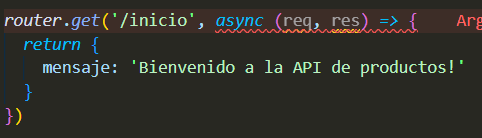 router.get('/inicio', async (req, res) => { Arg
return {
mensaje: 'Bienvenido a la API de productos!'
}
})